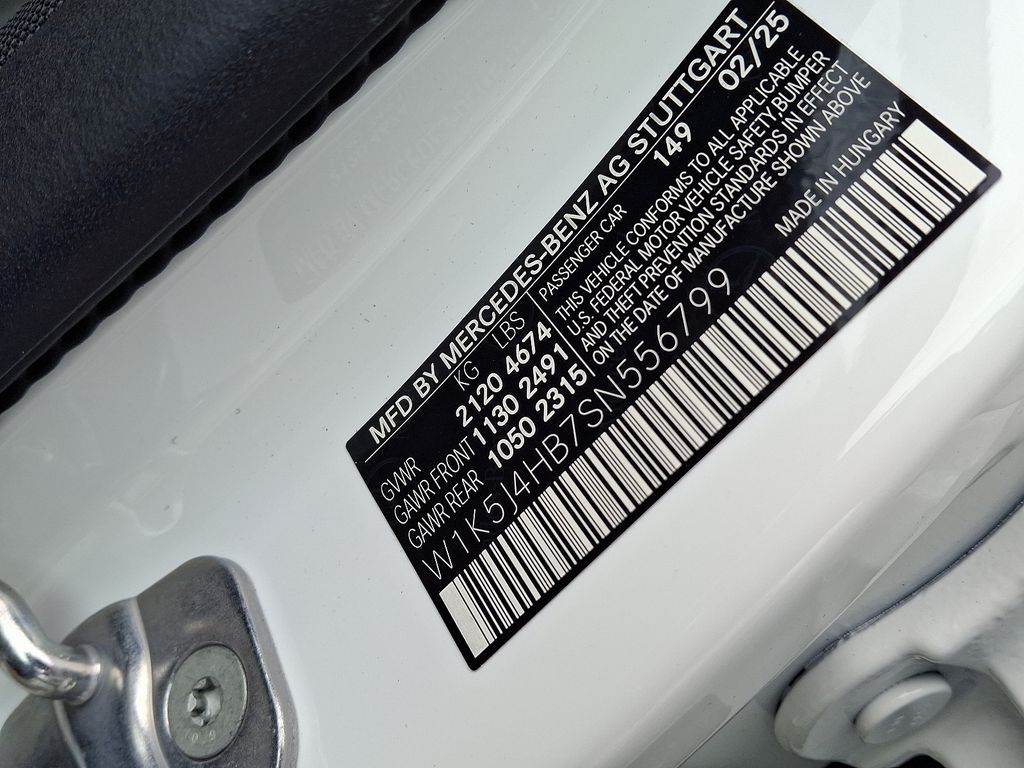 MFD BY MERCEDES-BENZ AG STUTTGART
KG LBS 149 02/25
GVWR 2120 4674
GAWR FRONT 1130 2491
GAWR REAR 1050 2315
PASSENGER CAR
THIS VEHICLE CONFORMS TO ALL APPLICABLE
U.S. FEDERAL MOTOR VEHICLE SAFETY,BUMPER
AND THEFT PREVENTION STANDARDS IN EFFECT
ON THE DATE OF MANUFACTURE SHOWN ABOVE
MADE IN HUNGARY
W1K5J4HB7SN556799